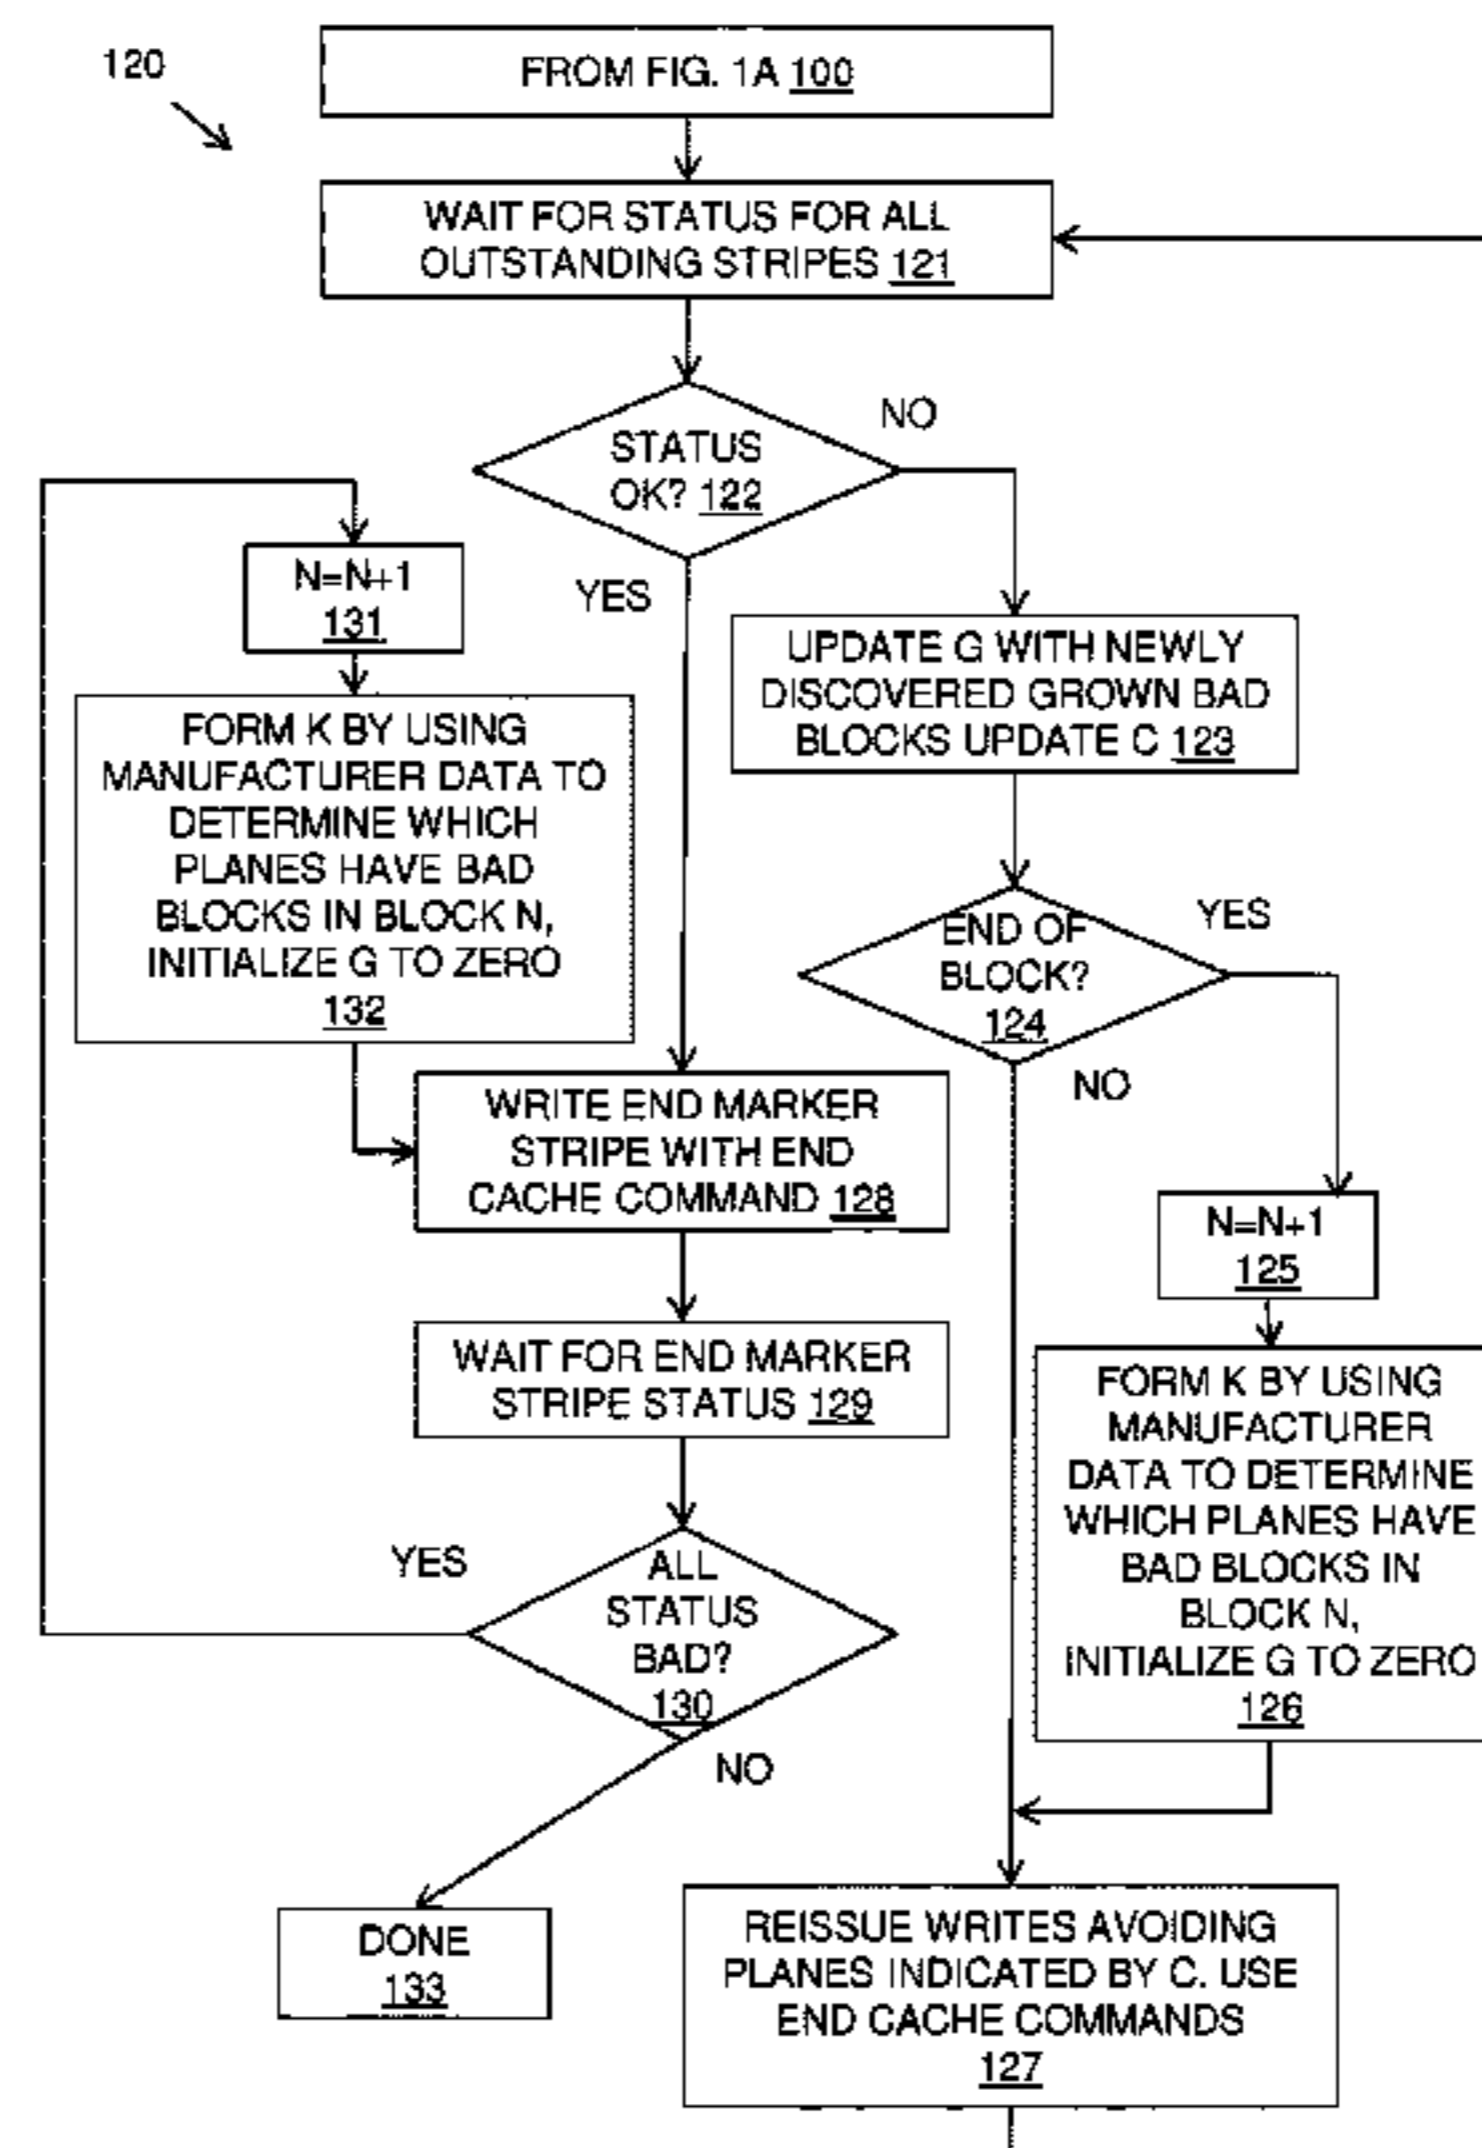 120
FROM FIG. 1A 100
WAIT FOR STATUS FOR ALL
OUTSTANDING STRIPES 121
STATUS
OK? 122
NO
YES
N=N+1
131
FORM K BY USING
MANUFACTURER DATA TO
DETERMINE WHICH
PLANES HAVE BAD
BLOCKS IN BLOCK N,
INITIALIZE G TO ZERO
132
UPDATE G WITH NEWLY
DISCOVERED GROWN BAD
BLOCKS UPDATE C 123
END OF
BLOCK?
124
YES
NO
WRITE END MARKER
STRIPE WITH END
CACHE COMMAND 128
N=N+1
125
WAIT FOR END MARKER
STRIPE STATUS 129
FORM K BY USING
MANUFACTURER
DATA TO DETERMINE
WHICH PLANES HAVE
BAD BLOCKS IN
BLOCK N,
INITIALIZE G TO ZERO
126
YES
ALL
STATUS
BAD?
130
NO
DONE
133
REISSUE WRITES AVOIDING
PLANES INDICATED BY C. USE
END CACHE COMMANDS
127